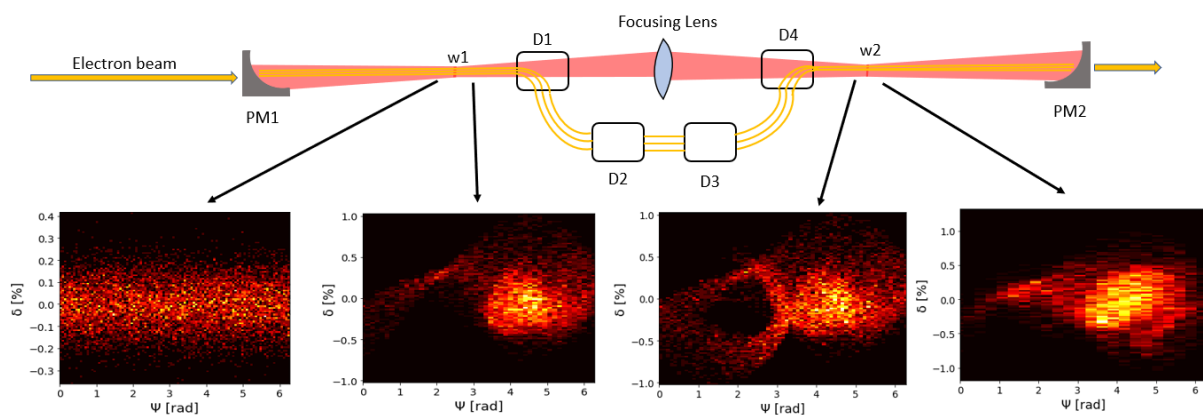 Focusing Lens
Electron beam
w1
D1
D4
w2
PM1
PM2
D2
D3
0.4
0.3
0.2
0.1
0.0
−0.1
−0.2
−0.3
δ [%]
0 1 2 3 4 5 6
Ψ [rad]
1.0
0.5
0.0
−0.5
−1.0
δ [%]
0 1 2 3 4 5 6
Ψ [rad]
1.0
0.5
0.0
−0.5
−1.0
δ [%]
0 1 2 3 4 5 6
Ψ [rad]
1.0
0.5
0.0
−0.5
−1.0
δ [%]
0 1 2 3 4 5 6
Ψ [rad]